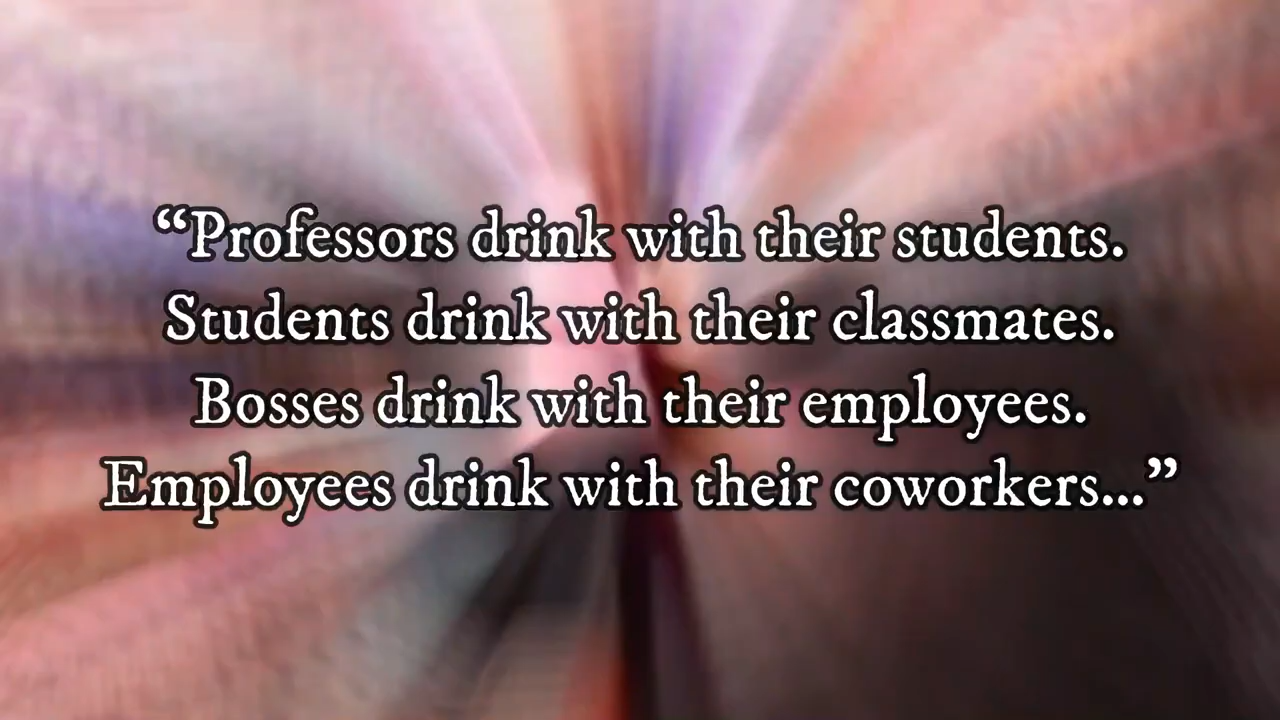 “Professors drink with their students.
Students drink with their classmates.
Bosses drink with their employees.
Employees drink with their coworkers...”